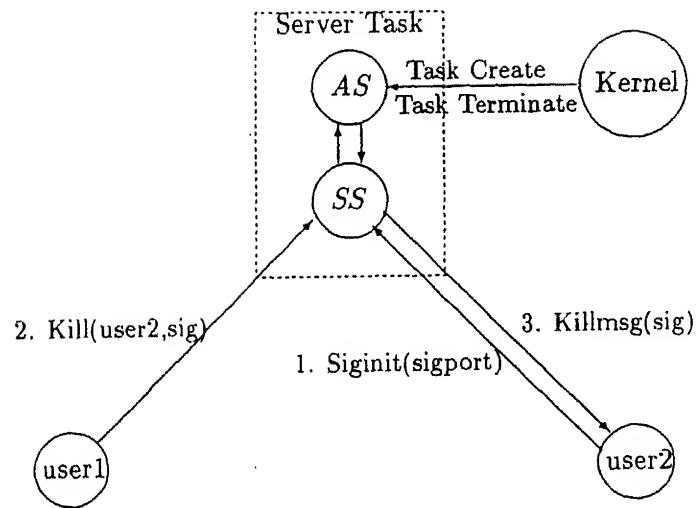 Server Task
AS
Task Create
Task Terminate
Kernel
SS
2. Kill(user2,sig)
3. Killmsg(sig)
1. Siginit(sigport)
user1
user2